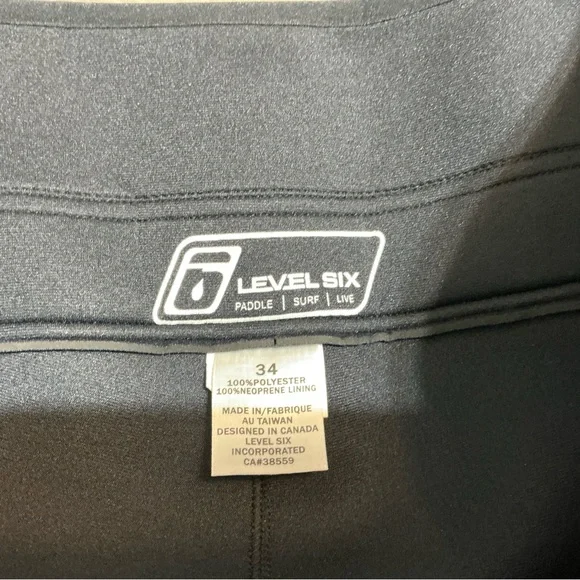 LEVEL SIX
PADDLE | SURF | LIVE
34
100%POLYESTER
100%NEOPRENE LINING
MADE IN/FABRIQUE
AU TAIWAN
DESIGNED IN CANADA
LEVEL SIX
INCORPORATED
CA#38559